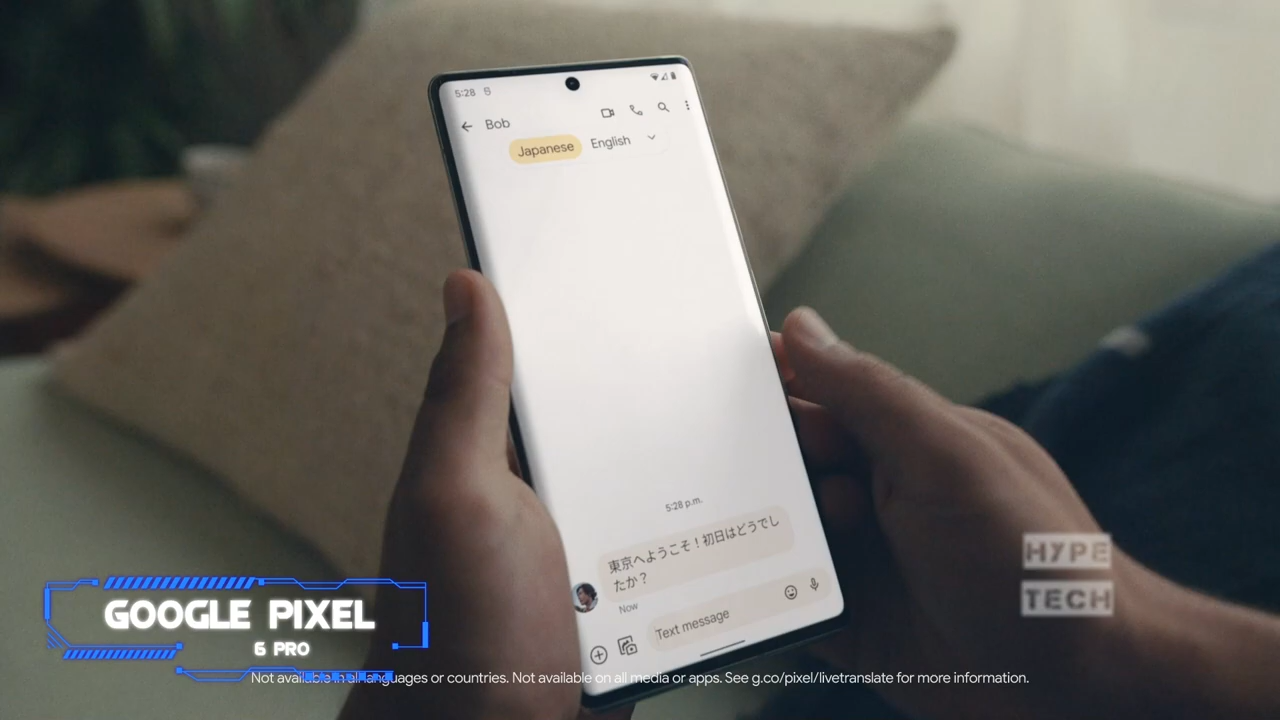 5:28
Bob
Japanese English
5:28 p.m.
東京へようこそ！初日はどうでし
たか？
Now
Text message
HYPE
TECH
GOOGLE PIXEL
6 PRO
Not available in all languages or countries. Not available on all media or apps. See g.co/pixel/livetranslate for more information.